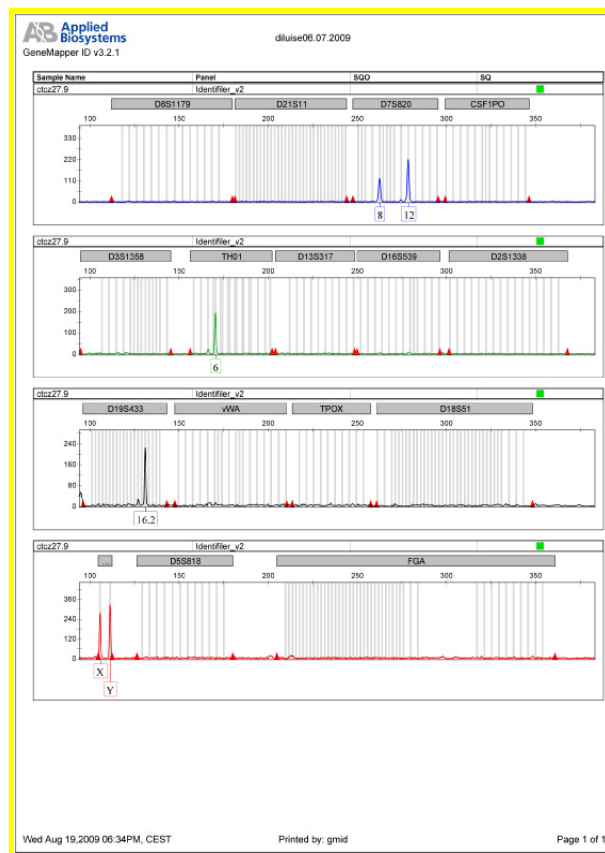 AB Applied Biosystems
diluise06.07.2009
GeneMapper ID v3.2.1
Sample Name Panel SQO SQ
ctcz27.9 Identifiler_v2
D8S1179 D21S11 D7S820 CSF1PO
100 150 200 250 300 350
330
220
110
0
8 12
ctcz27.9 Identifiler_v2
D3S1358 TH01 D13S317 D16S539 D2S1338
100 150 200 250 300 350
300
200
100
0
6
ctcz27.9 Identifiler_v2
D19S433 vWA TPOX D18S51
100 150 200 250 300 350
240
160
80
0
16.2
ctcz27.9 Identifiler_v2
... D5S818 FGA
100 150 200 250 300 350
360
240
120
0
X
Y
Wed Aug 19,2009 06:34PM, CEST Printed by: gmid Page 1 of 1